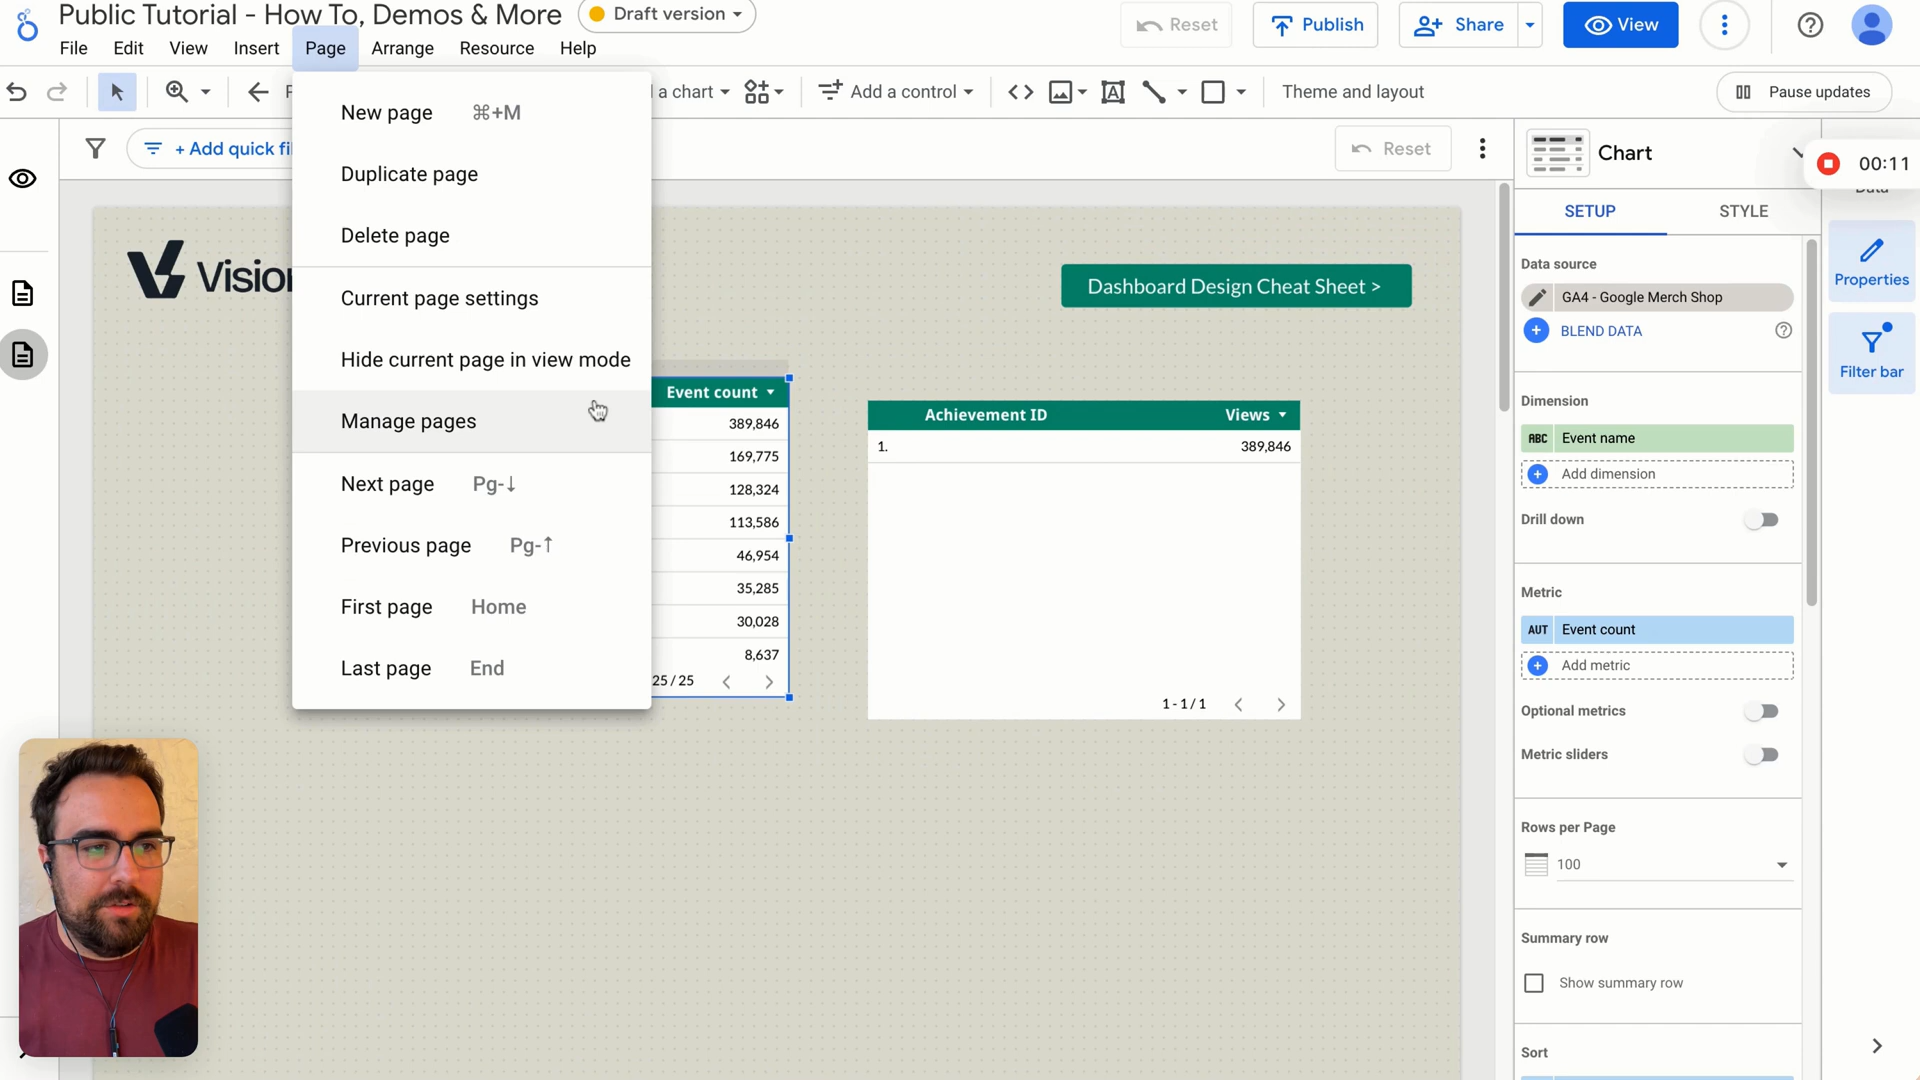 Public Tutorial - How To, Demos & More
Draft version
Reset
Publish
Share
View
File
Edit
View
Insert
Page
Arrange
Resource
Help
a chart
Add a control
Theme and layout
Pause updates
+ Add quick fi
Reset
New page ⌘+M
Duplicate page
Delete page
Current page settings
Hide current page in view mode
Manage pages
Next page Pg-↓
Previous page Pg-↑
First page Home
Last page End
Dashboard Design Cheat Sheet >
Event count
389,846
169,775
128,324
113,586
46,954
35,285
30,028
8,637
25 / 25
Achievement ID Views
1. 389,846
1 - 1 / 1
Chart
00:11
Data
SETUP
STYLE
Properties
Filter bar
Data source
GA4 - Google Merch Shop
BLEND DATA
Dimension
ABC Event name
Add dimension
Drill down
Metric
AUT Event count
Add metric
Optional metrics
Metric sliders
Rows per Page
100
Summary row
Show summary row
Sort